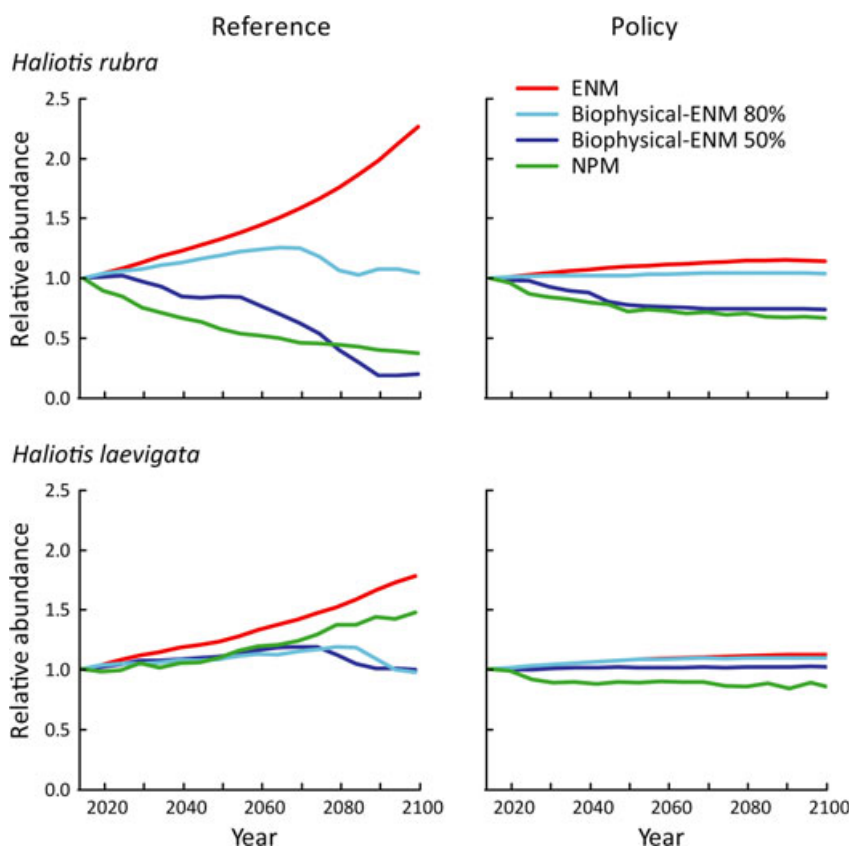 Reference
Policy
Haliotis rubra
2.5
2.0
1.5
1.0
0.5
0.0
Relative abundance
ENM
Biophysical-ENM 80%
Biophysical-ENM 50%
NPM
Haliotis laevigata
2.5
2.0
1.5
1.0
0.5
0.0
Relative abundance
2020 2040 2060 2080 2100
Year
2020 2040 2060 2080 2100
Year